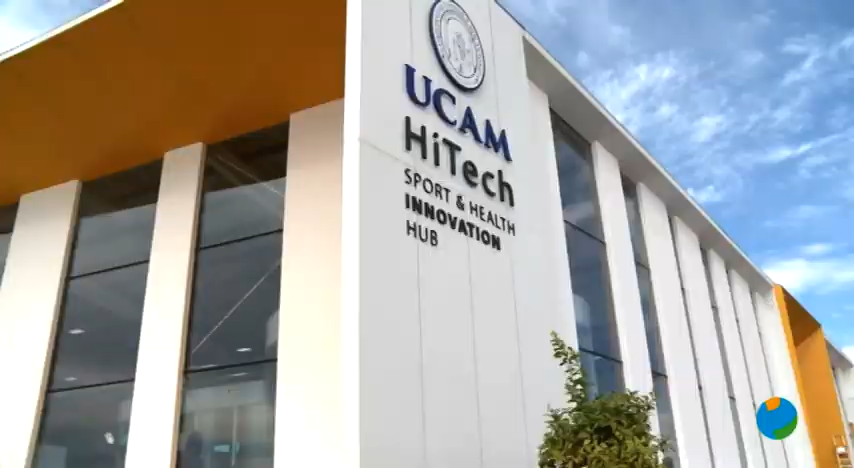 UCAM
HiTech
SPORT & HEALTH
INNOVATION
HUB